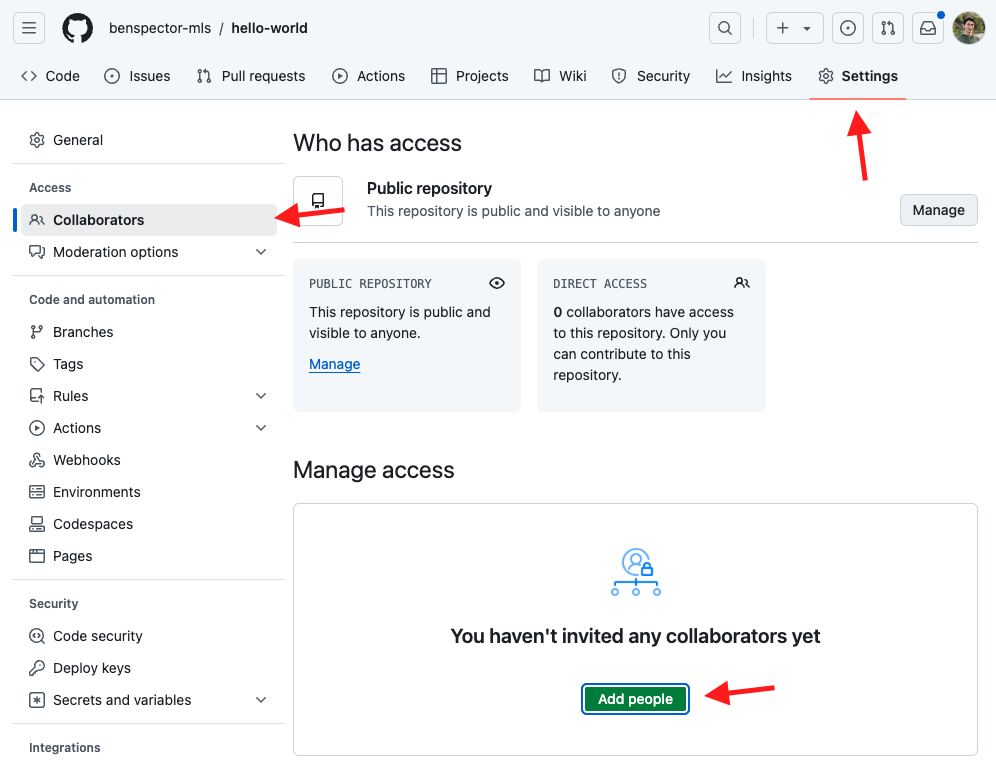 benspector-mls / hello-world
Code
Issues
Pull requests
Actions
Projects
Wiki
Security
Insights
Settings
General
Access
Collaborators
Moderation options
Code and automation
Branches
Tags
Rules
Actions
Webhooks
Environments
Codespaces
Pages
Security
Code security
Deploy keys
Secrets and variables
Integrations
Who has access
Public repository
This repository is public and visible to anyone
Manage
PUBLIC REPOSITORY
This repository is public and
visible to anyone.
Manage
DIRECT ACCESS
0 collaborators have access
to this repository. Only you
can contribute to this
repository.
Manage access
You haven't invited any collaborators yet
Add people